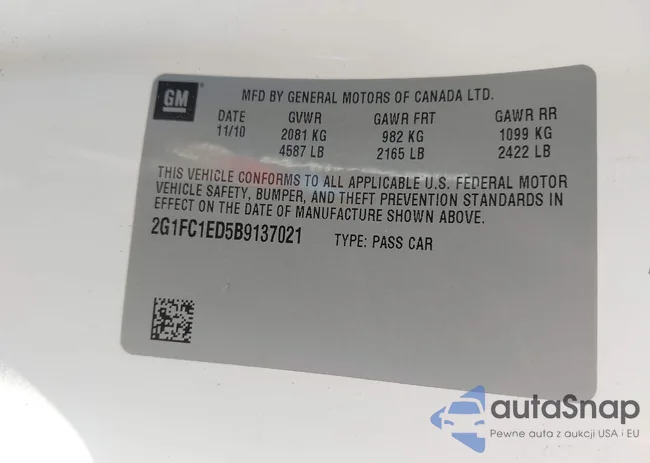 GM
MFD BY GENERAL MOTORS OF CANADA LTD.
DATE GVWR GAWR FRT GAWR RR
11/10 2081 KG 982 KG 1099 KG
4587 LB 2165 LB 2422 LB
THIS VEHICLE CONFORMS TO ALL APPLICABLE U.S. FEDERAL MOTOR
VEHICLE SAFETY, BUMPER, AND THEFT PREVENTION STANDARDS IN
EFFECT ON THE DATE OF MANUFACTURE SHOWN ABOVE.
2G1FC1ED5B9137021 TYPE: PASS CAR
autaSnap
Pewne auta z aukcji USA i EU